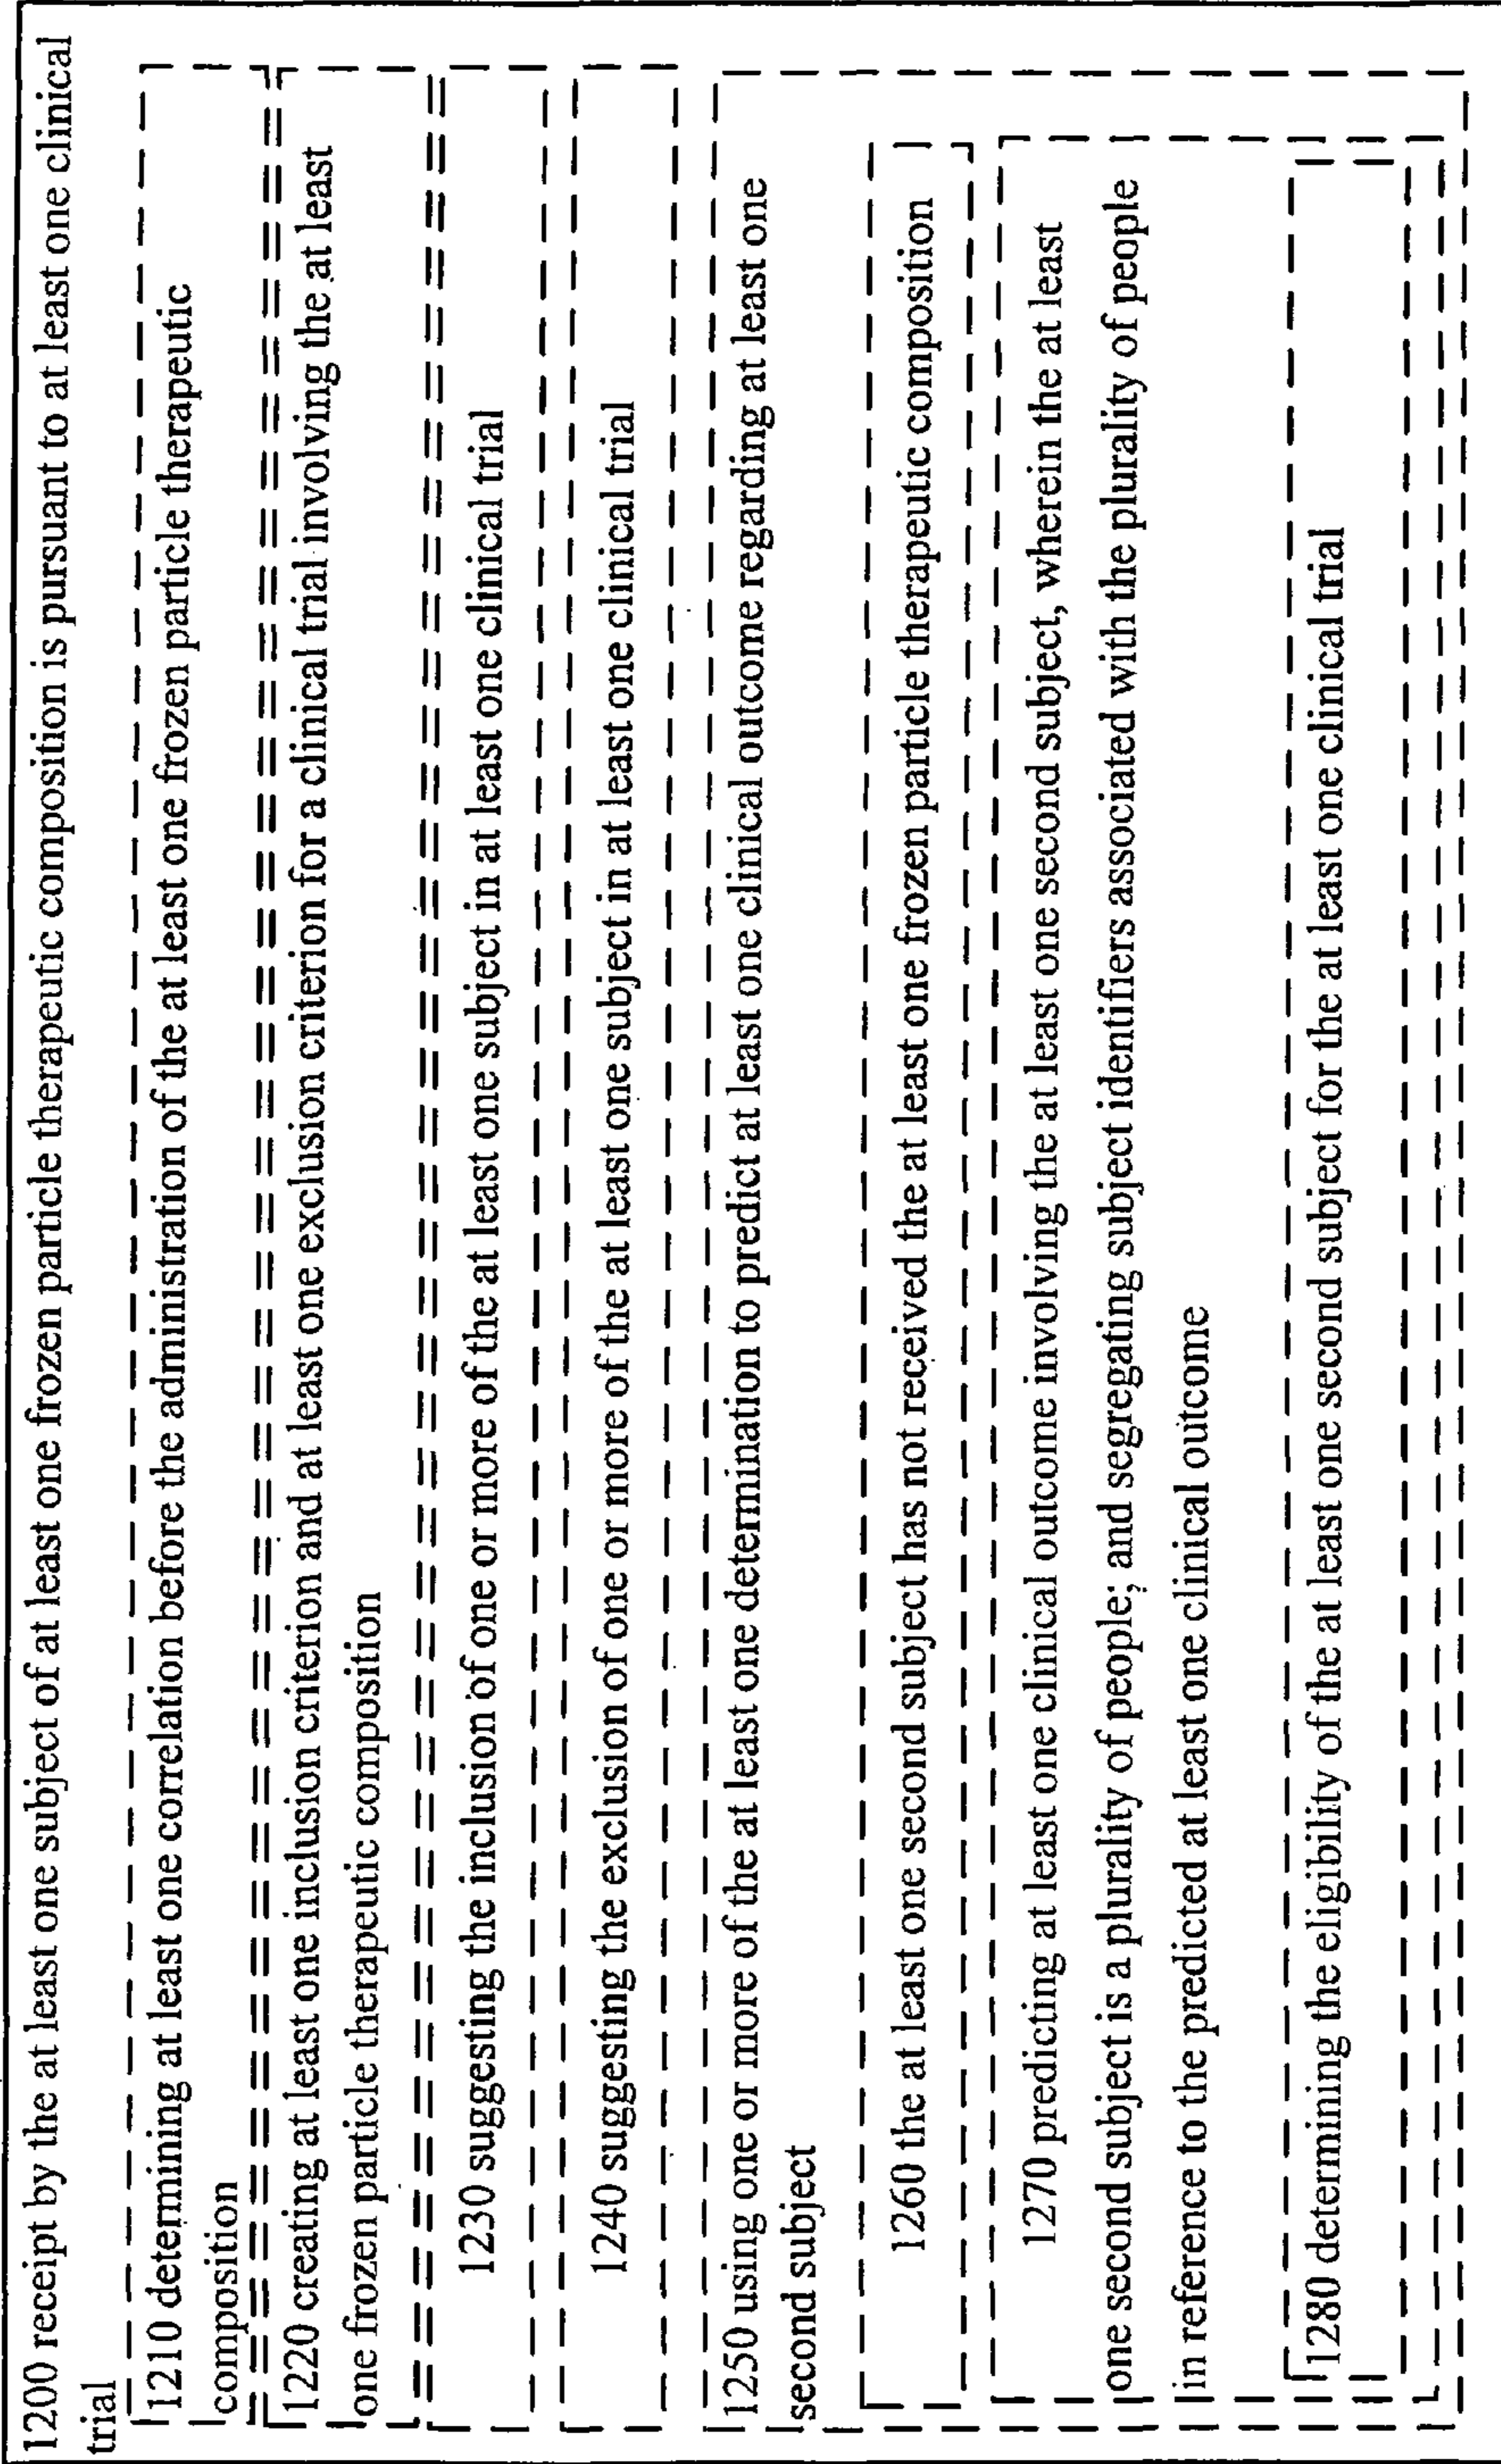 1200 receipt by the at least one subject of at least one frozen particle therapeutic composition is pursuant to at least one clinical
trial
1210 determining at least one correlation before the administration of the at least one frozen particle therapeutic
composition
1220 creating at least one inclusion criterion and at least one exclusion criterion for a clinical trial involving the at least
one frozen particle therapeutic composition
1230 suggesting the inclusion of one or more of the at least one subject in at least one clinical trial
1240 suggesting the exclusion of one or more of the at least one subject in at least one clinical trial
1250 using one or more of the at least one determination to predict at least one clinical outcome regarding at least one
second subject
1260 the at least one second subject has not received the at least one frozen particle therapeutic composition
1270 predicting at least one clinical outcome involving the at least one second subject, wherein the at least
one second subject is a plurality of people; and segregating subject identifiers associated with the plurality of people
in reference to the predicted at least one clinical outcome
1280 determining the eligibility of the at least one second subject for the at least one clinical trial